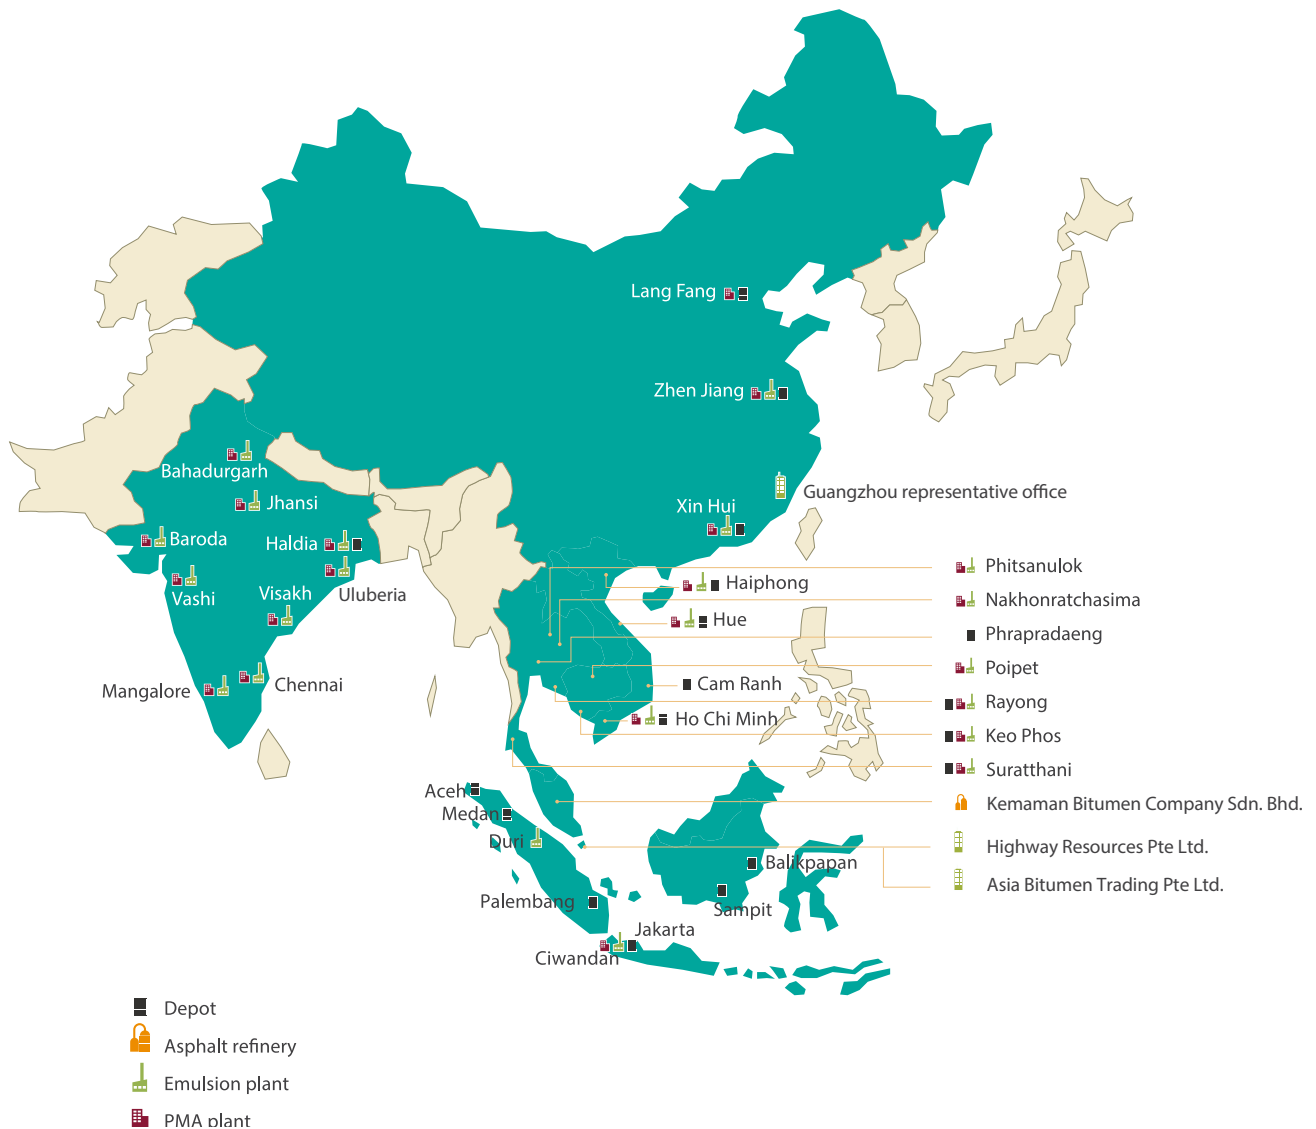 Lang Fang
Zhen Jiang
Bahadurgarh
Guangzhou representative office
Jhansi
Xin Hui
Baroda
Haldia
Phitsanulok
Haiphong
Vashi
Visakh
Uluberia
Nakhonratchasima
Hue
Phrapradaeng
Poipet
Mangalore
Chennai
Cam Ranh
Rayong
Ho Chi Minh
Keo Phos
Suratthani
Aceh
Kemaman Bitumen Company Sdn. Bhd.
Medan
Duri
Highway Resources Pte Ltd.
Balikpapan
Asia Bitumen Trading Pte Ltd.
Palembang
Sampit
Jakarta
Ciwandan
Depot
Asphalt refinery
Emulsion plant
PMA plant